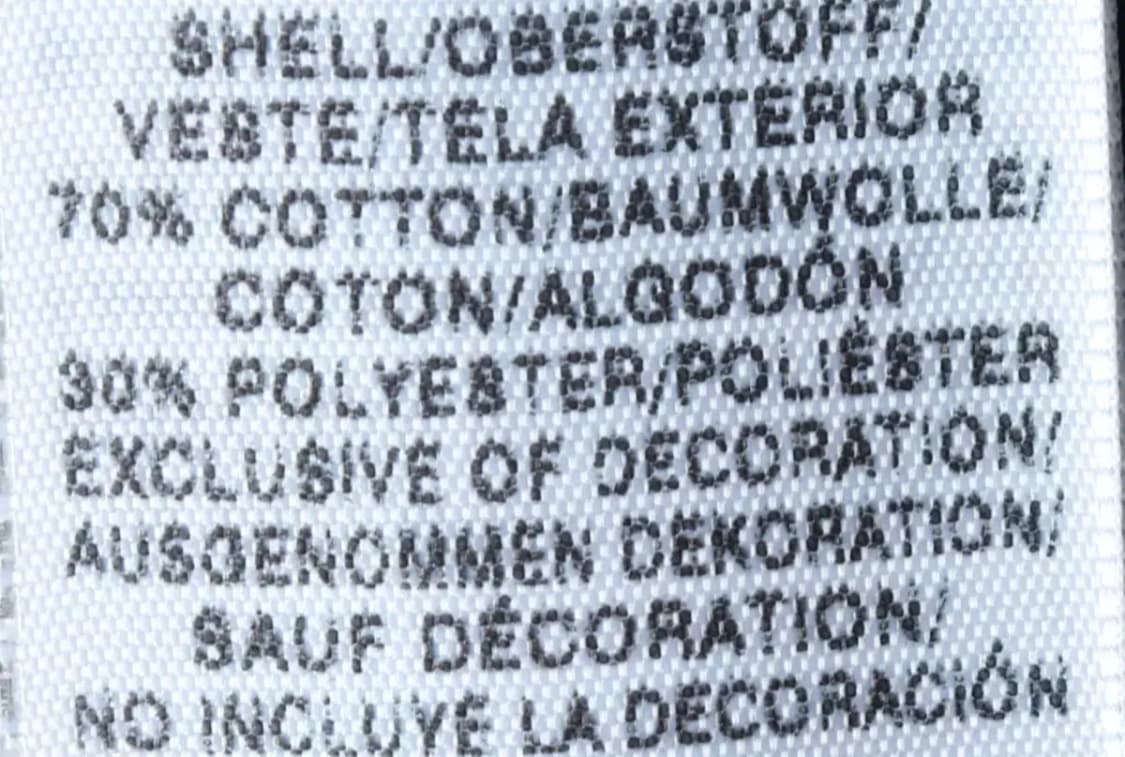 SHELL/OBERSTOFF/
VESTE/TELA EXTERIOR
70% COTTON/BAUMWOLLE/
COTON/ALGODÓN
30% POLYESTER/POLIÉSTER
EXCLUSIVE OF DECORATION/
AUSGENOMMEN DEKORATION/
SAUF DÉCORATION/
NO INCLUYE LA DECORACIÓN